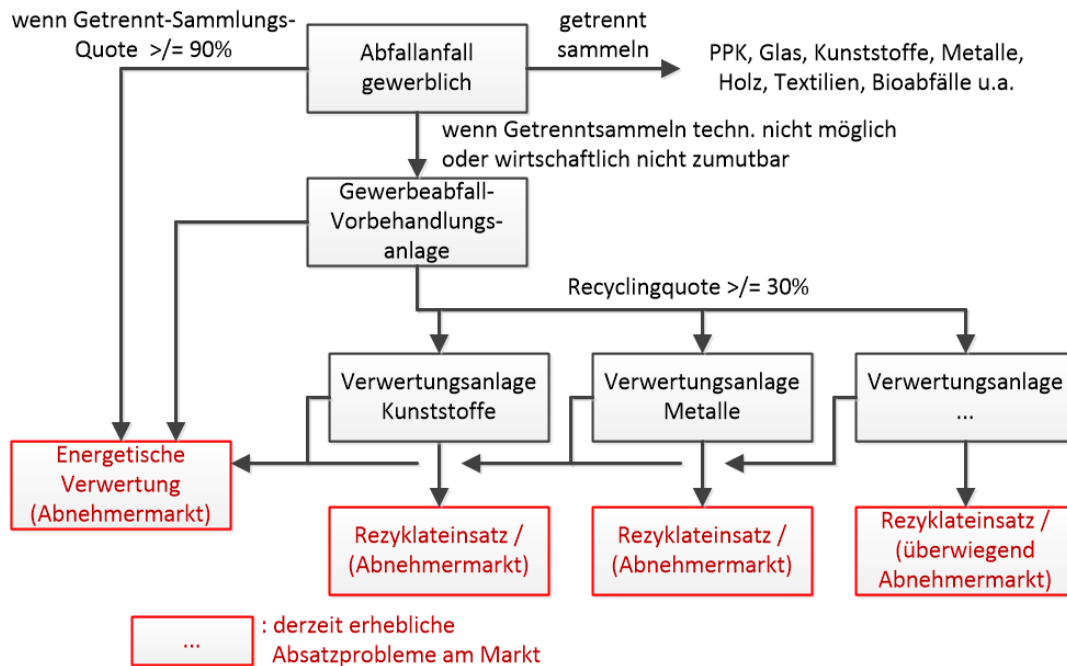 wenn Getrennt-Sammlungs-
Quote >/= 90%
Abfallanfall
gewerblich
getrennt
sammeln
PPK, Glas, Kunststoffe, Metalle,
Holz, Textilien, Bioabfälle u.a.
wenn Getrenntsammeln techn. nicht möglich
oder wirtschaftlich nicht zumutbar
Gewerbeabfall-
Vorbehandlungs-
anlage
Recyclingquote >/= 30%
Verwertungsanlage
Kunststoffe
Verwertungsanlage
Metalle
Verwertungsanlage
...
Energetische
Verwertung
(Abnehmermarkt)
Rezyklateinsatz /
(Abnehmermarkt)
Rezyklateinsatz /
(Abnehmermarkt)
Rezyklateinsatz /
(überwiegend
Abnehmermarkt)
...
: derzeit erhebliche
Absatzprobleme am Markt